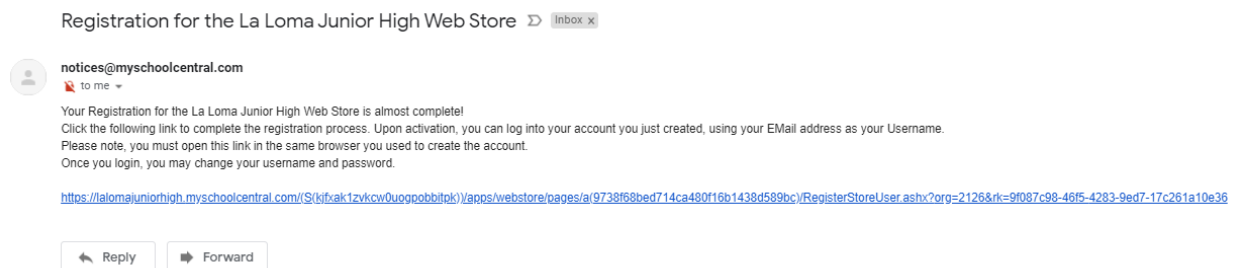 Registration for the La Loma Junior High Web Store Inbox x
notices@myschoolcentral.com
to me
Your Registration for the La Loma Junior High Web Store is almost complete!
Click the following link to complete the registration process. Upon activation, you can log into your account you just created, using your EMail address as your Username.
Please note, you must open this link in the same browser you used to create the account.
Once you login, you may change your username and password.
https://lalomajuniorhigh.myschoolcentral.com/(S(kjfxak1zvkcw0uogpobbitpk))/apps/webstore/pages/a(9738f68bed714ca480f16b1438d589bc)/RegisterStoreUser.ashx?org=2126&rk=9f087c98-46f5-4283-9ed7-17c261a10e36
Reply Forward